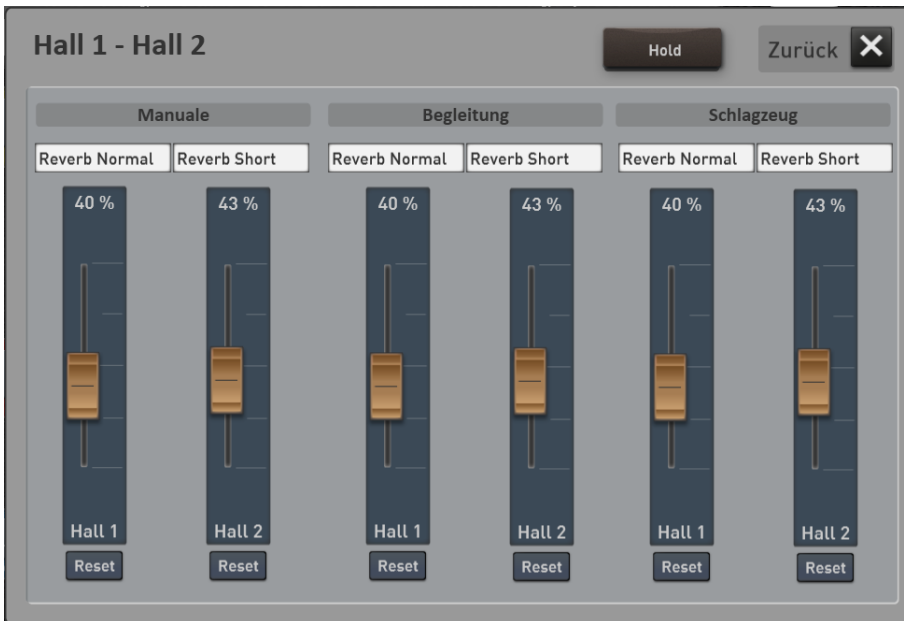 Hall 1 - Hall 2
Hold
Zurück
Manuale Begleitung Schlagzeug
Reverb Normal Reverb Short Reverb Normal Reverb Short Reverb Normal Reverb Short
40 % 43 % 40 % 43 % 40 % 43 %
Hall 1 Hall 2 Hall 1 Hall 2 Hall 1 Hall 2
Reset Reset Reset Reset Reset Reset